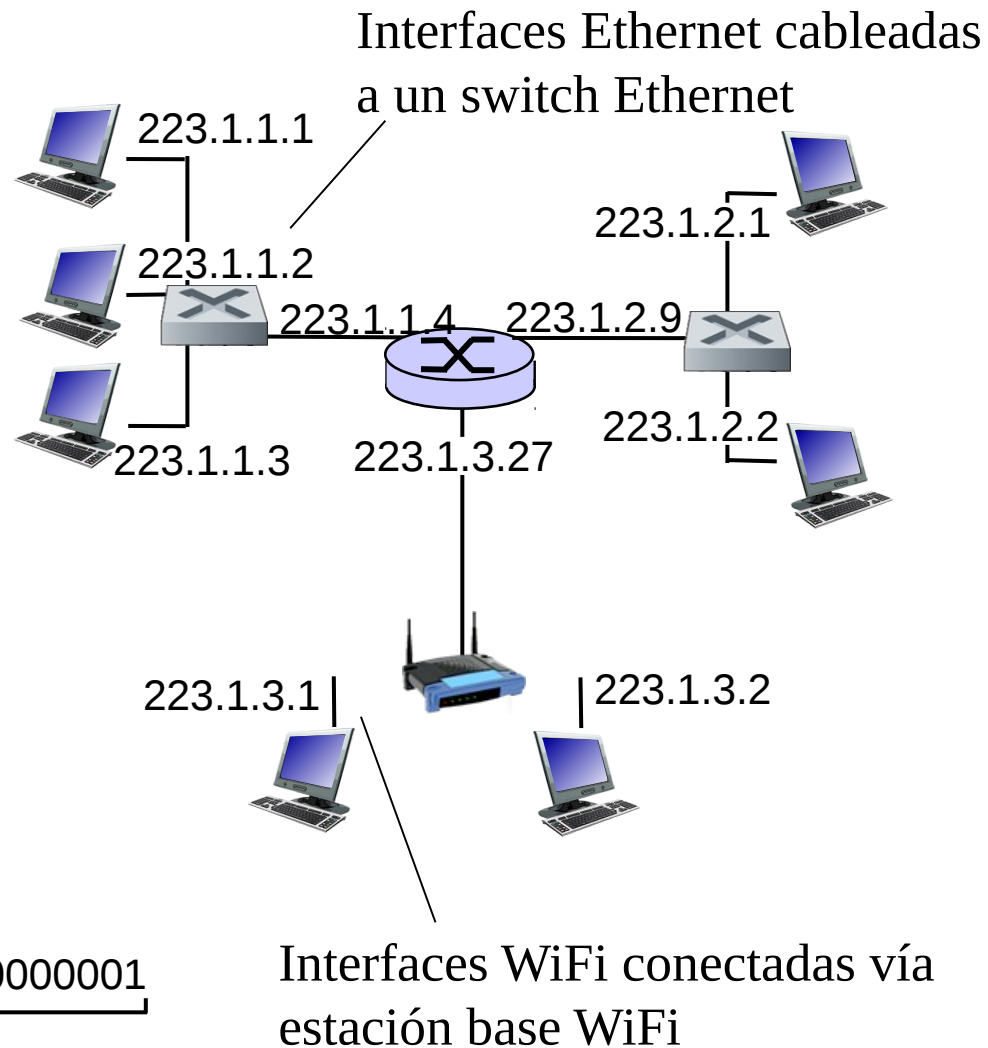 Interfaces Ethernet cableadas
a un switch Ethernet
223.1.1.1
223.1.2.1
223.1.1.2
223.1.1.4
223.1.2.9
223.1.2.2
223.1.1.3
223.1.3.27
223.1.3.1
223.1.3.2
0000001
Interfaces WiFi conectadas vía
estación base WiFi